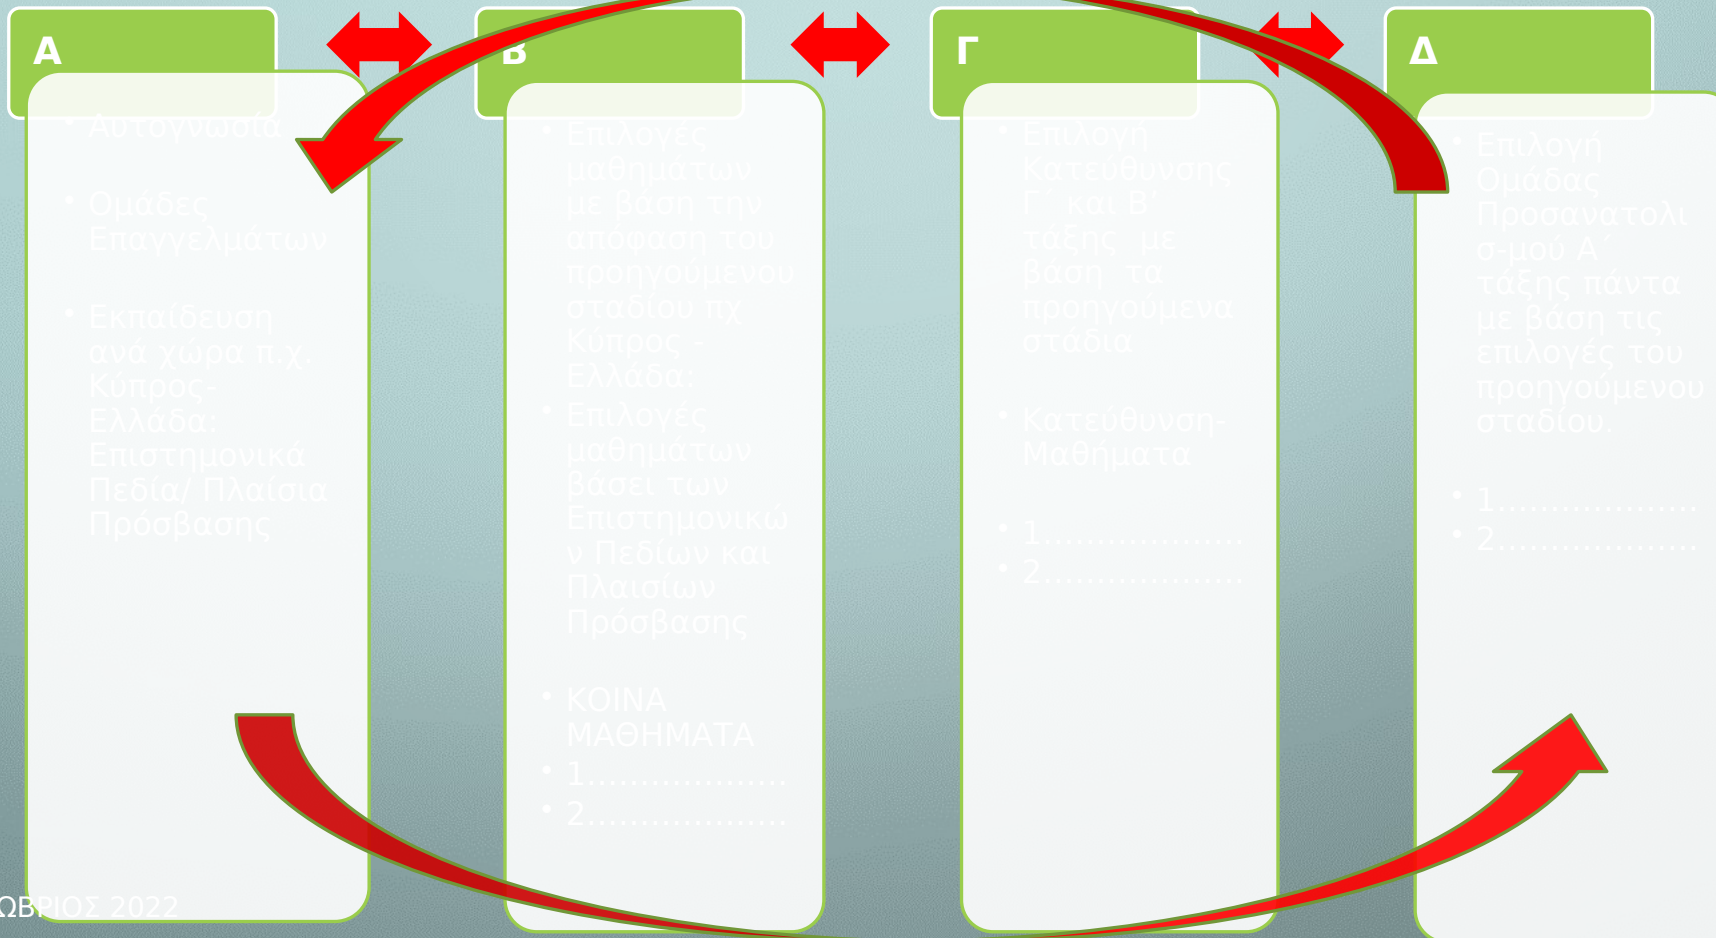 Α
• Αυτογνωσία
• Ομάδες
Επαγγελμάτων
• Εκπαίδευση
ανά χώρα π.χ.
Κύπρος-
Ελλάδα:
Επιστημονικά
Πεδία/ Πλαίσια
Πρόσβασης
Β
• Επιλογές
μαθημάτων
με βάση την
απόφαση του
προηγούμενου
σταδίου πχ
Κύπρος -
Ελλάδα:
• Επιλογές
μαθημάτων
βάσει των
Επιστημονικώ
ν Πεδίων και
Πλαισίων
Πρόσβασης
• ΚΟΙΝΑ
ΜΑΘΗΜΑΤΑ
• 1...................
• 2...................
Γ
• Επιλογή
Κατεύθυνσης
Γ΄ και Β΄
τάξης με
βάση τα
προηγούμενα
στάδια
• Κατεύθυνση-
Μαθήματα
• 1...................
• 2...................
Δ
• Επιλογή
Ομάδας
Προσανατολι
σ-μού Α΄
τάξης πάντα
με βάση τις
επιλογές του
προηγούμενου
σταδίου.
• 1...................
• 2...................
ΩΒΡΙΟΣ 2022